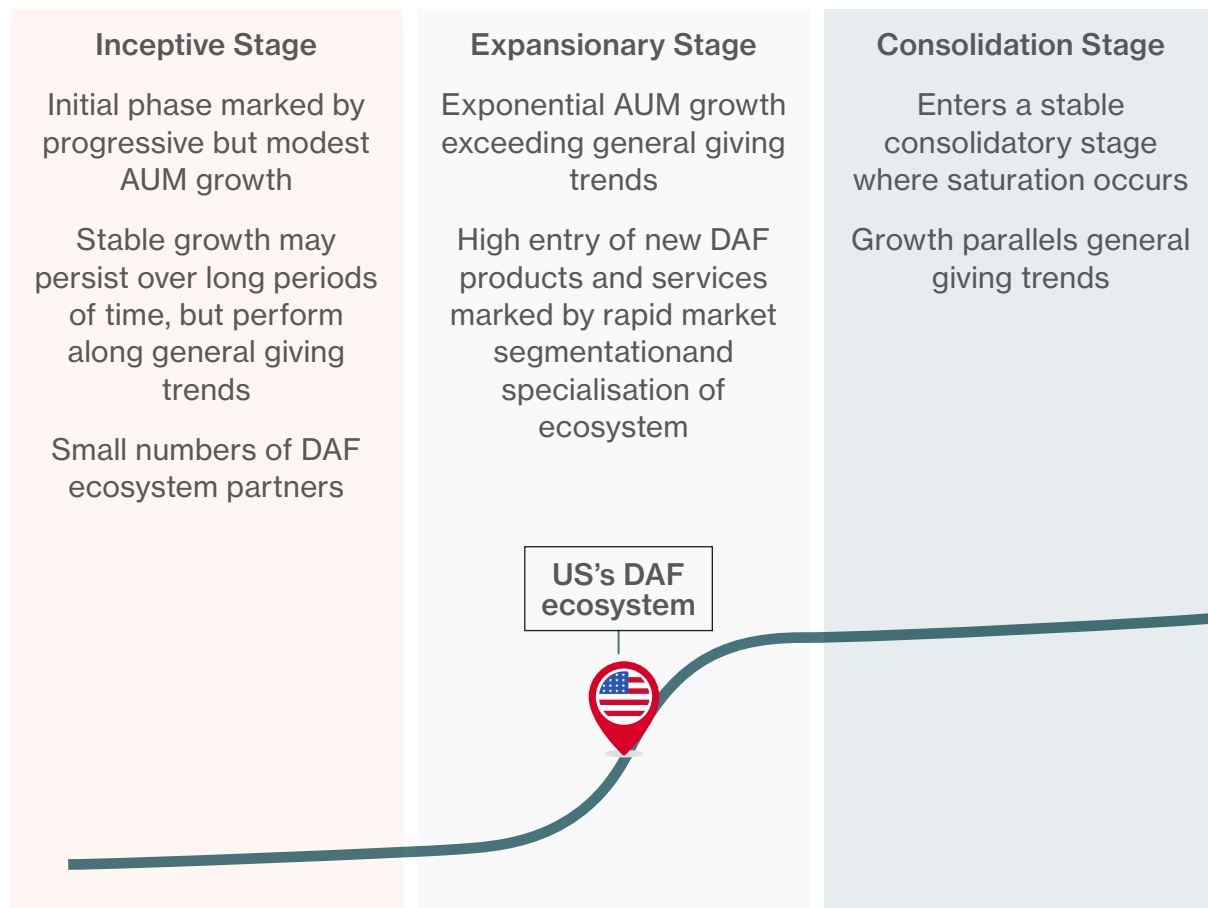 Inceptive Stage
Initial phase marked by
progressive but modest
AUM growth
Stable growth may
persist over long periods
of time, but perform
along general giving
trends
Small numbers of DAF
ecosystem partners
Expansionary Stage
Exponential AUM growth
exceeding general giving
trends
High entry of new DAF
products and services
marked by rapid market
segmentationand
specialisation of
ecosystem
US’s DAF
ecosystem
Consolidation Stage
Enters a stable
consolidatory stage
where saturation occurs
Growth parallels general
giving trends